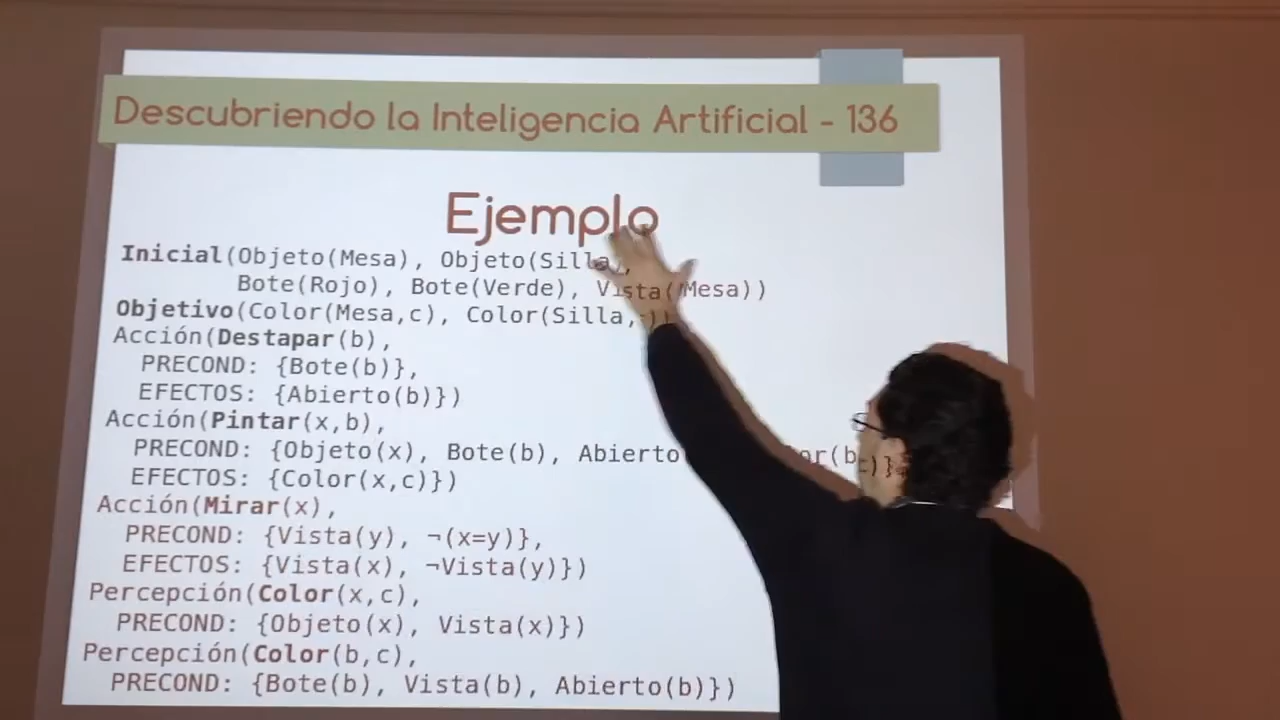 Descubriendo la Inteligencia Artificial - 136
Ejemplo
Inicial(Objeto(Mesa), Objeto(Silla),
Bote(Rojo), Bote(Verde), Vista(Mesa))
Objetivo(Color(Mesa,c), Color(Silla,c))
Acción(Destapar(b),
PRECOND: {Bote(b)},
EFECTOS: {Abierto(b)})
Acción(Pintar(x,b),
PRECOND: {Objeto(x), Bote(b), Abierto
EFECTOS: {Color(x,c)})
Acción(Mirar(x),
PRECOND: {Vista(y), ¬(x=y)},
EFECTOS: {Vista(x), ¬Vista(y)})
Percepción(Color(x,c),
PRECOND: {Objeto(x), Vista(x)})
Percepción(Color(b,c),
PRECOND: {Bote(b), Vista(b), Abierto(b)})